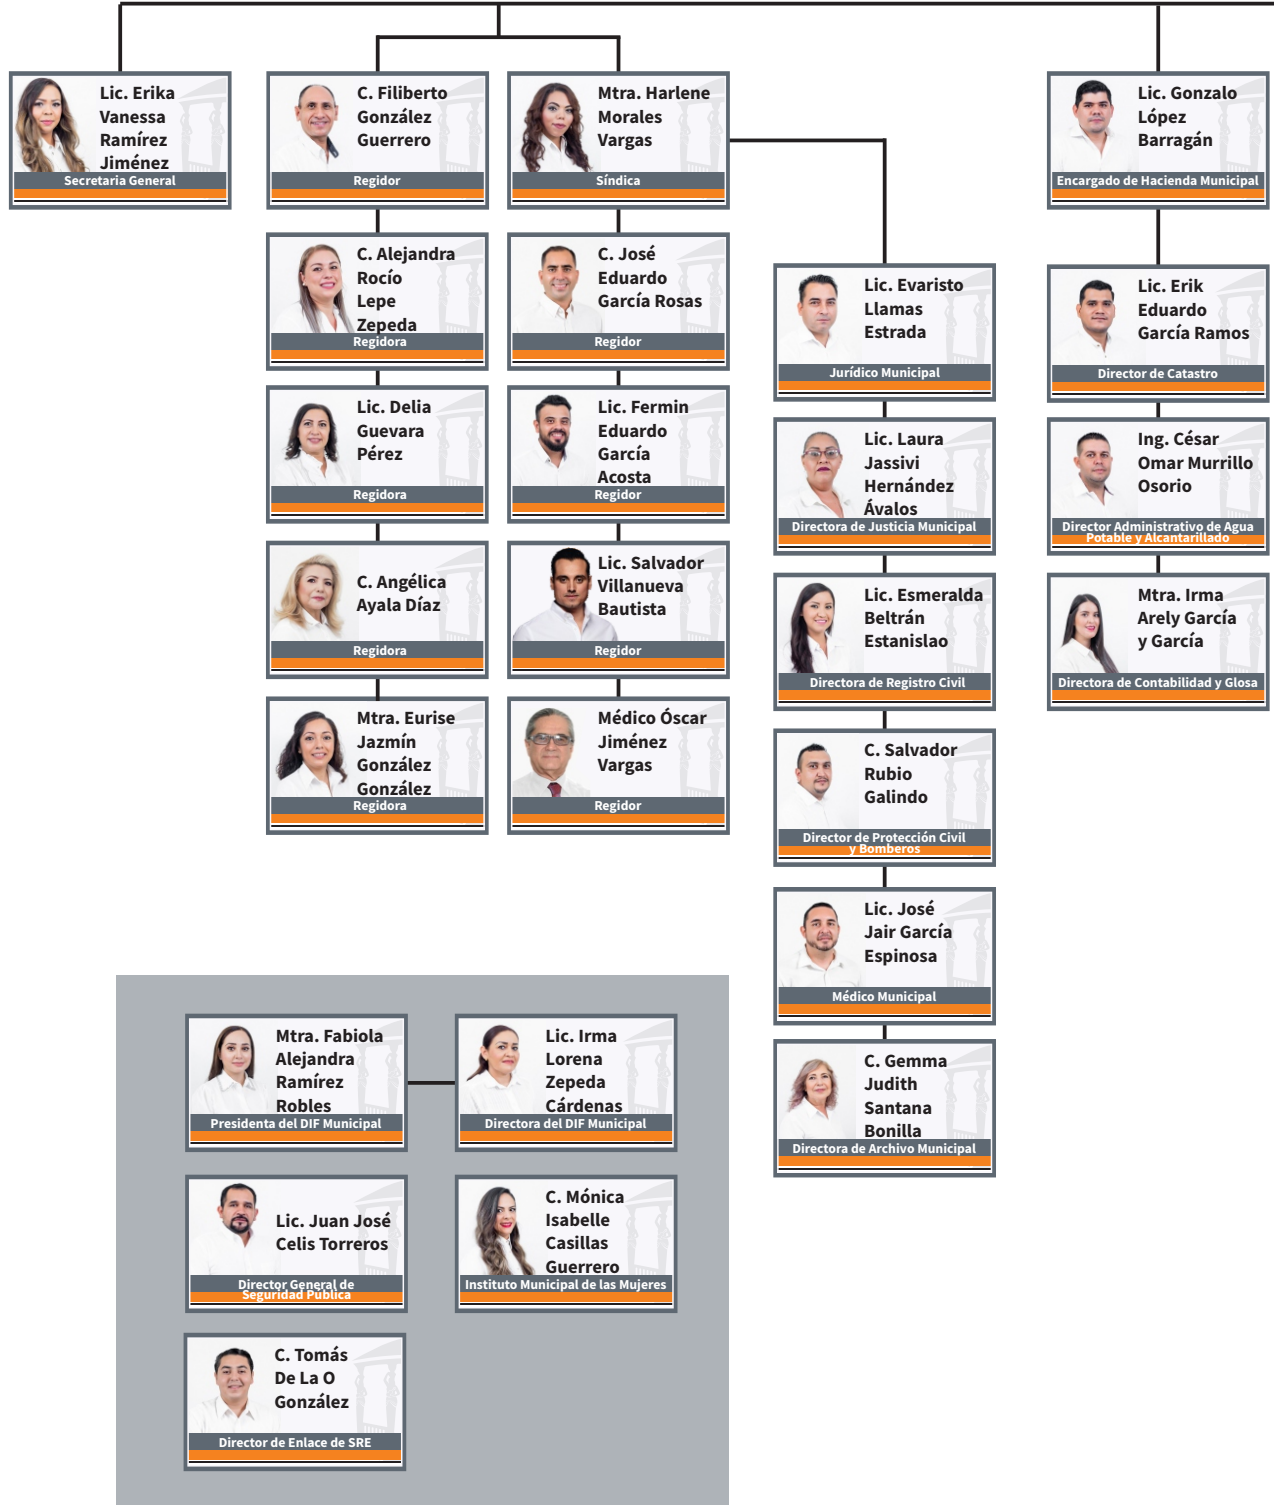 Lic. Erika
Vanessa
Ramírez
Jiménez
Secretaria General
C. Filiberto
González
Guerrero
Regidor
Mtra. Harlene
Morales
Vargas
Síndica
Lic. Gonzalo
López
Barragán
Encargado de Hacienda Municipal
C. Alejandra
Rocío
Lepe
Zepeda
Regidora
C. José
Eduardo
García Rosas
Regidor
Lic. Evaristo
Llamas
Estrada
Jurídico Municipal
Lic. Erik
Eduardo
García Ramos
Director de Catastro
Lic. Delia
Guevara
Pérez
Regidora
Lic. Fermin
Eduardo
García
Acosta
Regidor
Lic. Laura
Jassivi
Hernández
Ávalos
Directora de Justicia Municipal
Ing. César
Omar Murrillo
Osorio
Director Administrativo de Agua
Potable y Alcantarillado
C. Angélica
Ayala Díaz
Regidora
Lic. Salvador
Villanueva
Bautista
Regidor
Lic. Esmeralda
Beltrán
Estanislao
Directora de Registro Civil
Mtra. Irma
Arely García
y García
Directora de Contabilidad y Glosa
Mtra. Eurise
Jazmín
González
González
Regidora
Médico Óscar
Jiménez
Vargas
Regidor
C. Salvador
Rubio
Galindo
Director de Protección Civil
y Bomberos
Lic. José
Jair García
Espinosa
Médico Municipal
C. Gemma
Judith
Santana
Bonilla
Directora de Archivo Municipal
Mtra. Fabiola
Alejandra
Ramírez
Robles
Presidenta del DIF Municipal
Lic. Irma
Lorena
Zepeda
Cárdenas
Directora del DIF Municipal
Lic. Juan José
Celis Torreros
Director General de
Seguridad Pública
C. Mónica
Isabelle
Casillas
Guerrero
Instituto Municipal de las Mujeres
C. Tomás
De La O
González
Director de Enlace de SRE